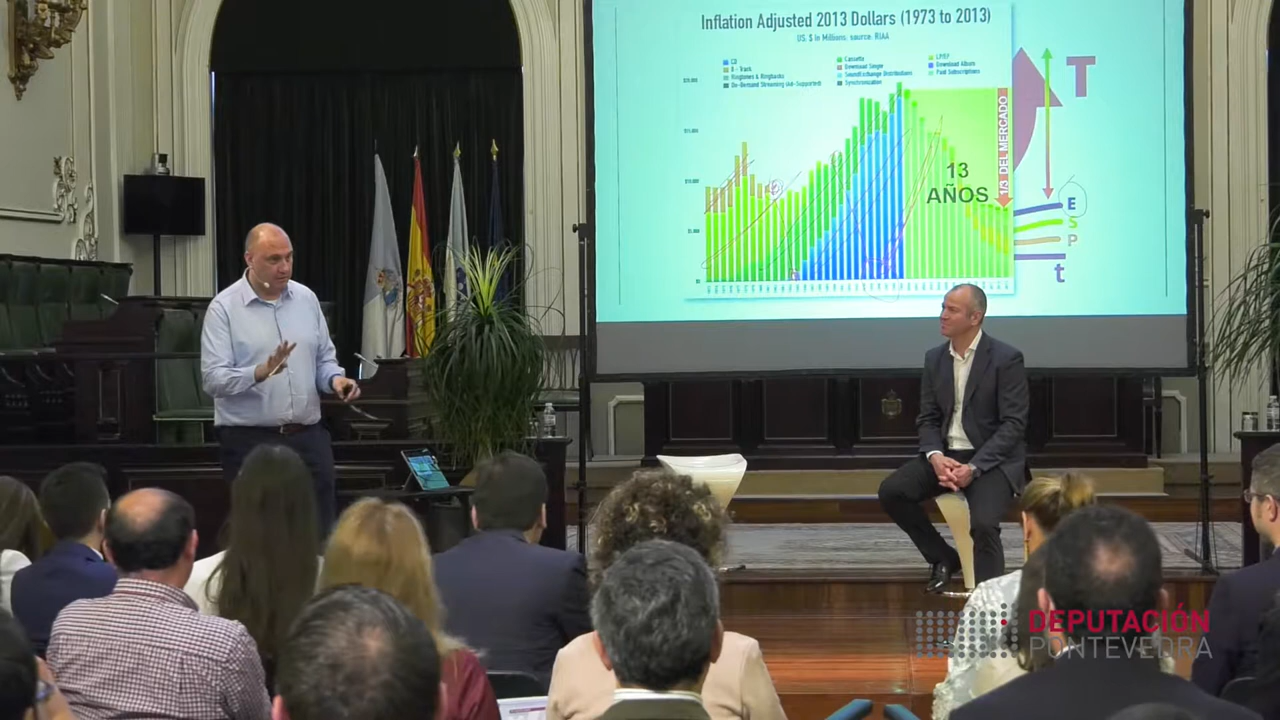 Inflation Adjusted 2013 Dollars (1973 to 2013)
US, $ in Millions, source: RIAA
CD
8 - Track
Ringtones & Ringbacks
On-Demand Streaming (Ad-Supported)
Cassette
Download Single
SoundExchange Distributions
Synchronization
LP/EP
Download Album
Paid Subscriptions
1/3 DEL MERCADO
13
AÑOS
T
E
S
P
t
DEPUTACIÓN
PONTEVEDRA